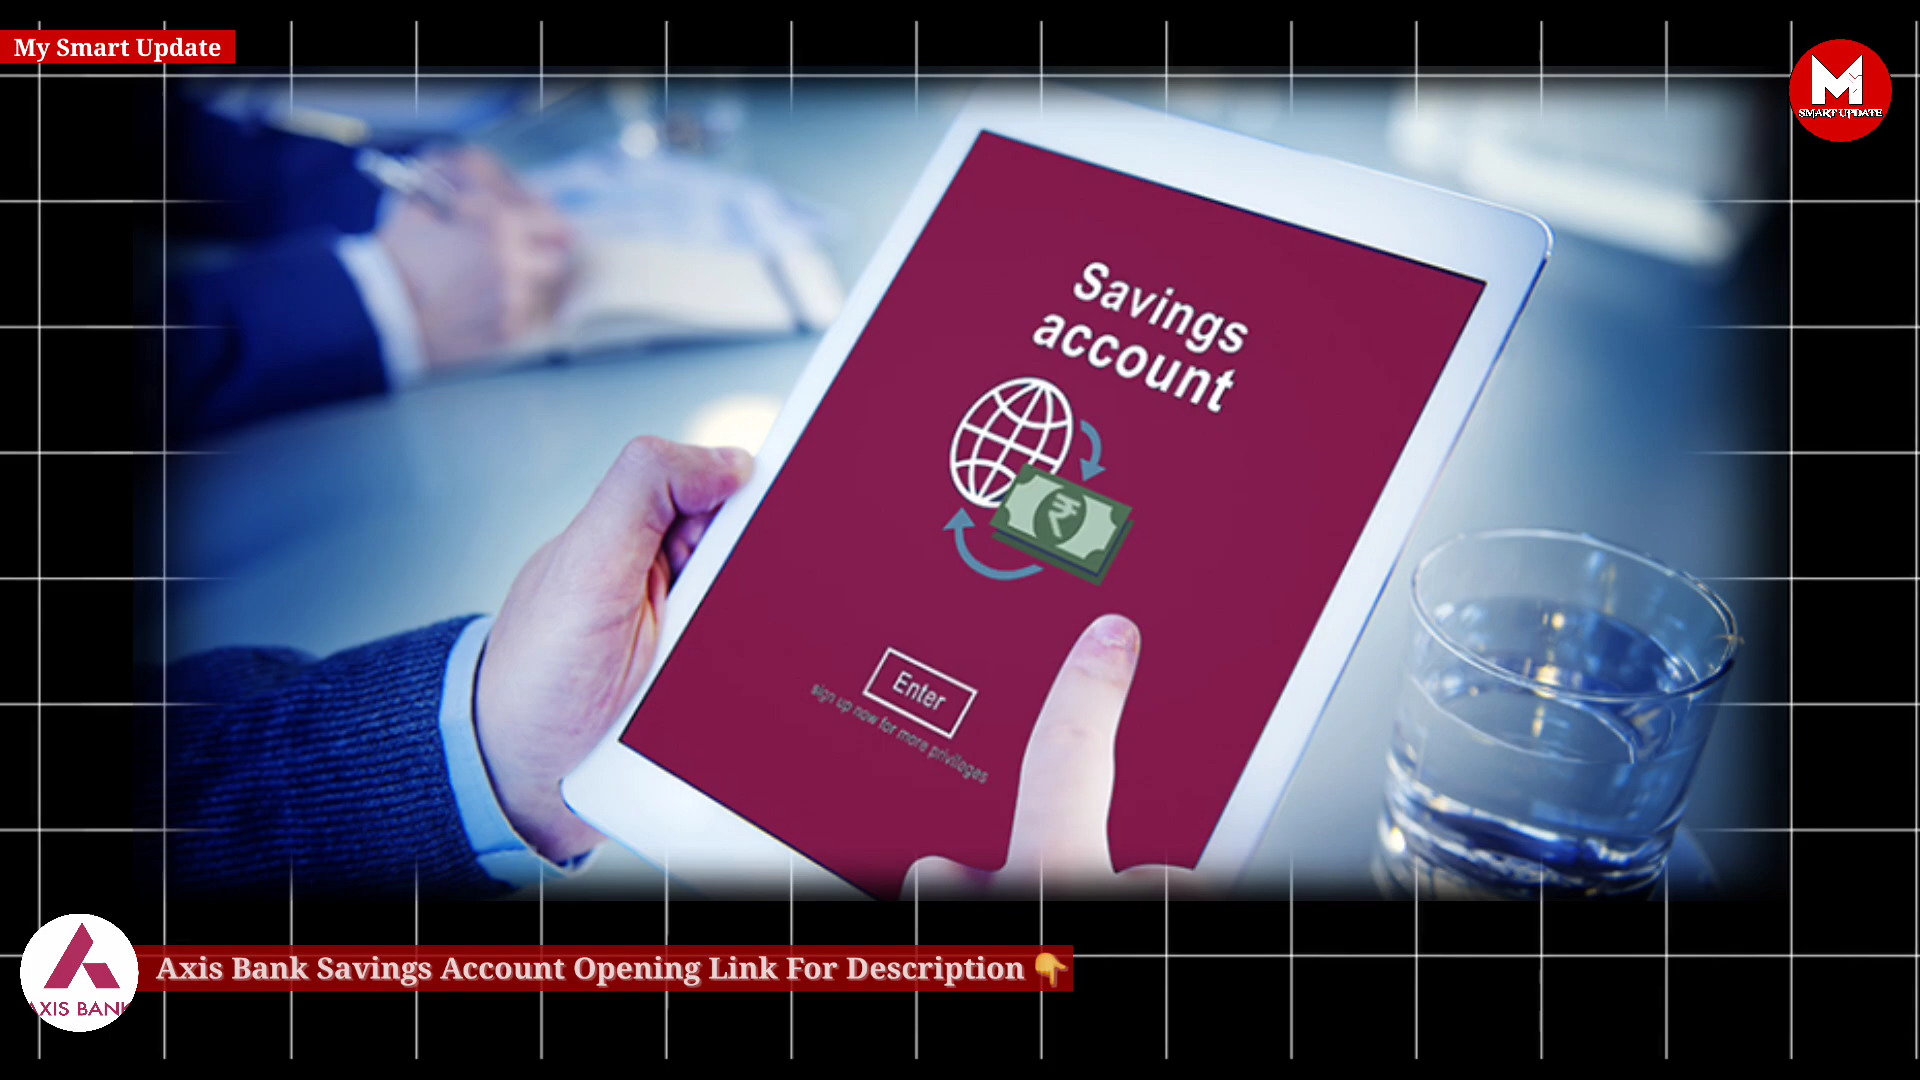 My Smart Update
M
SMART UPDATE
Savings
account
₹
Enter
sign up now for more privileges
AXIS BANK
Axis Bank Savings Account Opening Link For Description 👇